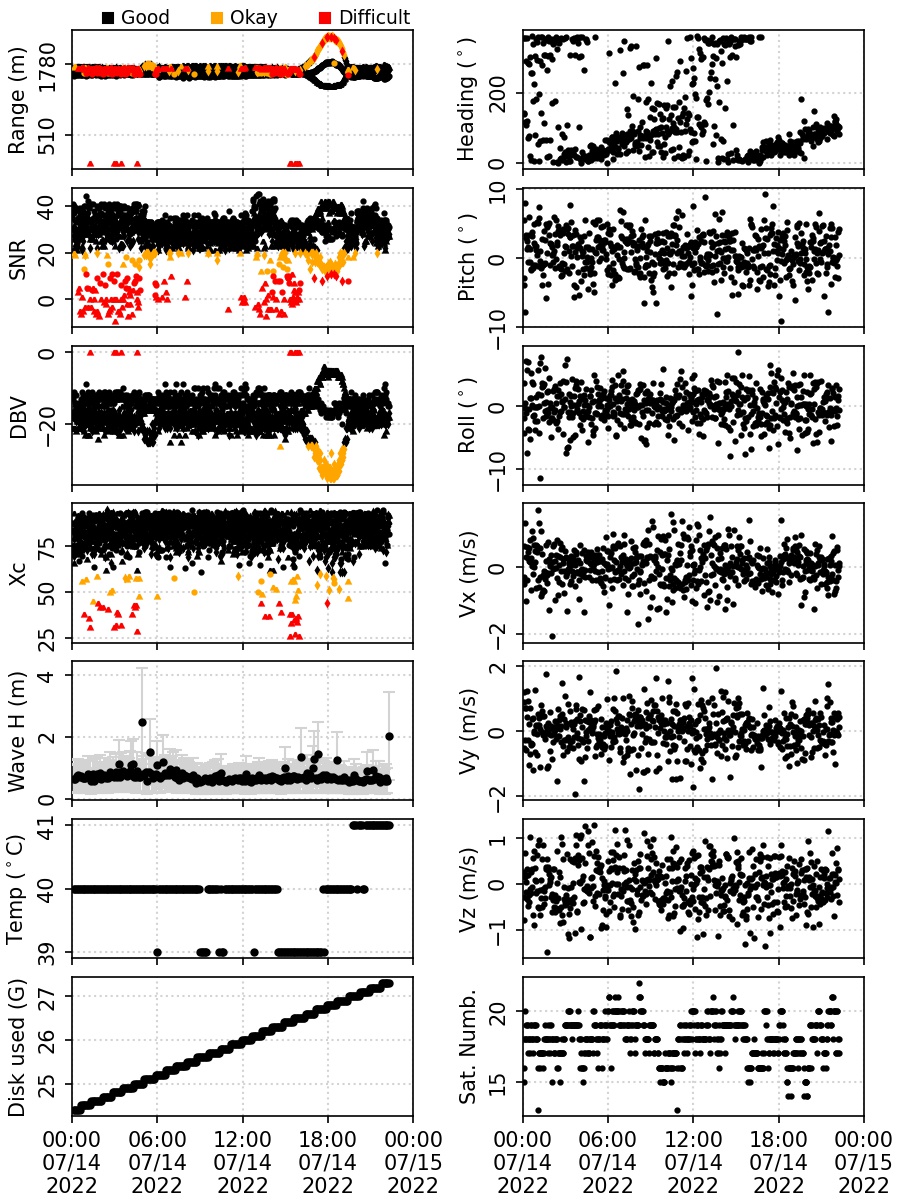 Good Okay Difficult
Range (m)
1780
510
Heading (°)
200
0
SNR
40
20
0
Pitch (°)
10
0
−10
DBV
0
−20
Roll (°)
0
−10
Xc
75
50
25
Vx (m/s)
0
−2
Wave H (m)
4
2
0
Vy (m/s)
2
0
−2
Temp (°C)
41
40
39
Vz (m/s)
1
0
−1
Disk used (G)
27
26
25
Sat. Numb.
20
15
00:00 06:00 12:00 18:00 00:00
07/14 07/14 07/14 07/14 07/15
2022 2022 2022 2022 2022
00:00 06:00 12:00 18:00 00:00
07/14 07/14 07/14 07/14 07/15
2022 2022 2022 2022 2022